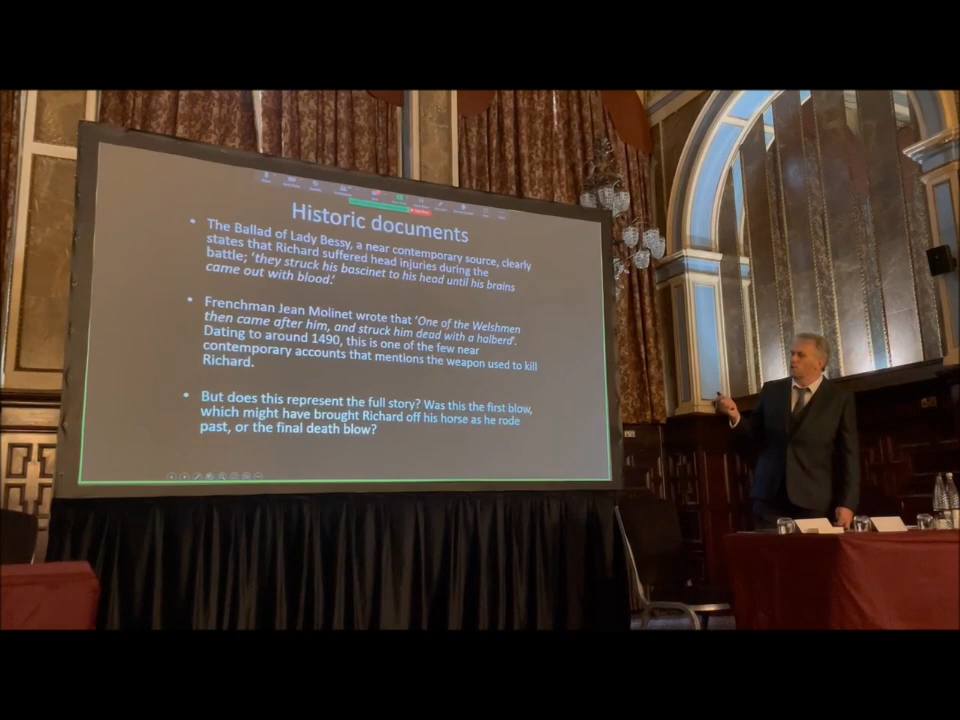 Historic documents
• The Ballad of Lady Bessy, a near contemporary source, clearly
states that Richard suffered head injuries during the
battle; ‘they struck his bascinet to his head until his brains
came out with blood’.
• Frenchman Jean Molinet wrote that ‘One of the Welshmen
then came after him, and struck him dead with a halberd’.
Dating to around 1490, this is one of the few near
contemporary accounts that mentions the weapon used to kill
Richard.
• But does this represent the full story? Was this the first blow,
which might have brought Richard off his horse as he rode
past, or the final death blow?